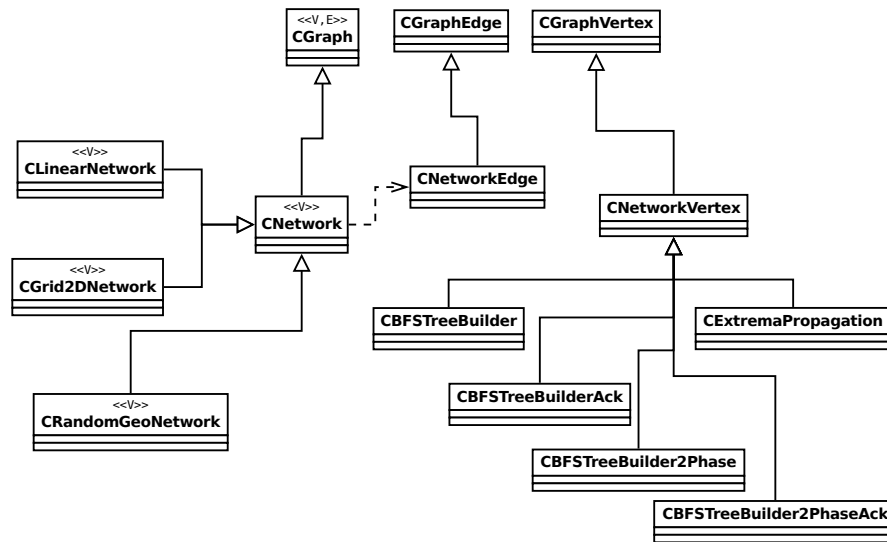 <<V,E>>
CGraph
CGraphEdge
CGraphVertex
<<V>>
CLinearNetwork
CNetworkEdge
<<V>>
CNetwork
CNetworkVertex
<<V>>
CGrid2DNetwork
CBFSTreeBuilder
CExtremaPropagation
<<V>>
CRandomGeoNetwork
CBFSTreeBuilderAck
CBFSTreeBuilder2Phase
CBFSTreeBuilder2PhaseAck